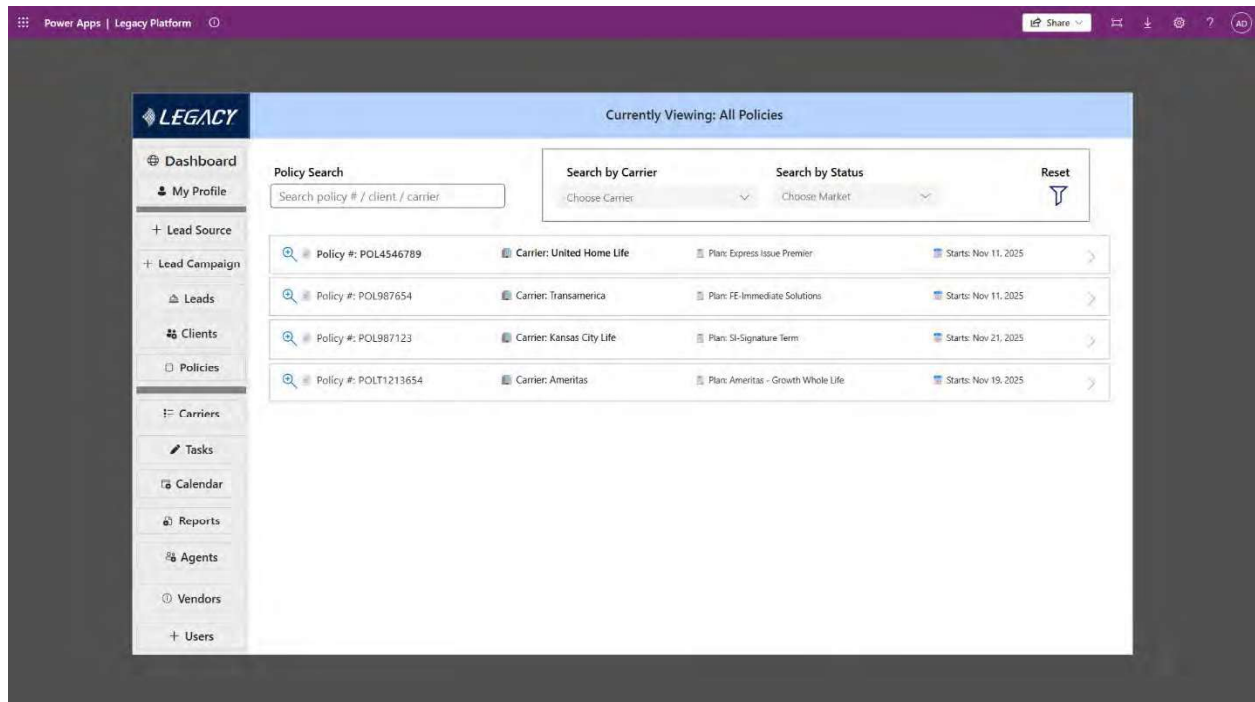 Power Apps | Legacy Platform
Share
?
AD
LEGACY
Currently Viewing: All Policies
Dashboard
My Profile
+ Lead Source
+ Lead Campaign
Leads
Clients
Policies
Carriers
Tasks
Calendar
Reports
Agents
Vendors
+ Users
Policy Search
Search policy # / client / carrier
Search by Carrier
Choose Carrier
Search by Status
Choose Market
Reset
Policy #: POL4546789 Carrier: United Home Life Plan: Express Issue Premier Starts: Nov 11, 2025
Policy #: POL987654 Carrier: Transamerica Plan: FE-Immediate Solutions Starts: Nov 11, 2025
Policy #: POL987123 Carrier: Kansas City Life Plan: SI-Signature Term Starts: Nov 21, 2025
Policy #: POLT1213654 Carrier: Ameritas Plan: Ameritas - Growth Whole Life Starts: Nov 19, 2025